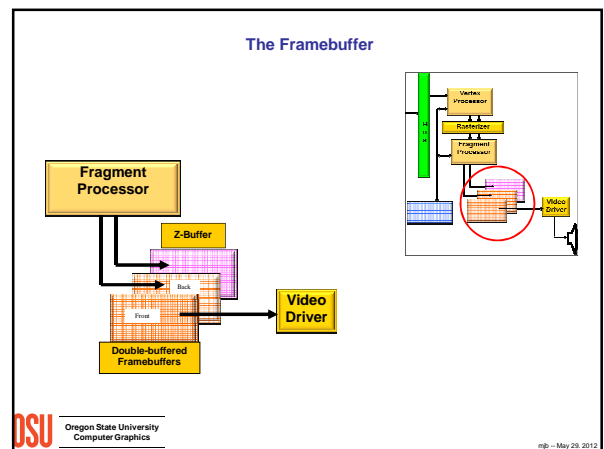 The Framebuffer
Vertex
Processor
Rasterizer
Fragment
Processor
Video
Driver
Fragment
Processor
Z-Buffer
Back
Front
Video
Driver
Double-buffered
Framebuffers
OSU
Oregon State University
Computer Graphics
mjb -- May 29, 2012